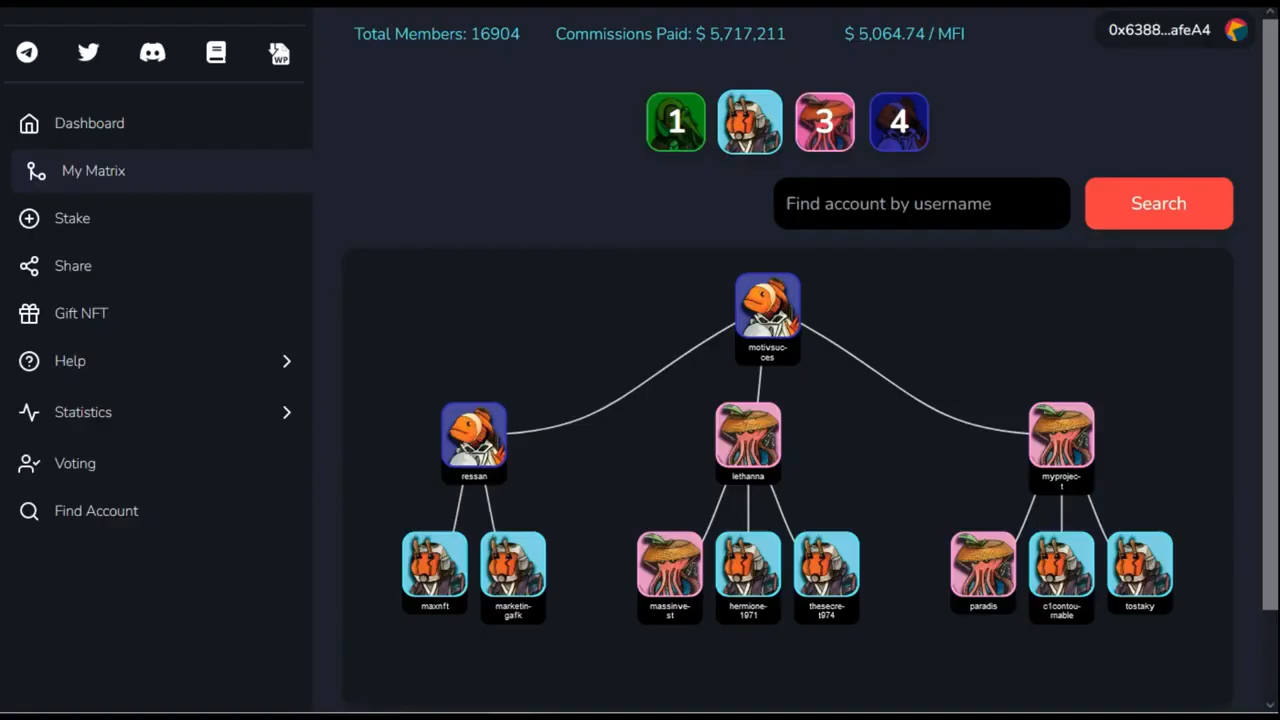 Total Members: 16904
Commissions Paid: $ 5,717,211
$ 5,064.74 / MFI
0x6388...afeA4
WP
Dashboard
My Matrix
Stake
Share
Gift NFT
Help
Statistics
Voting
Find Account
1
3
4
Find account by username
Search
motivsuc-
ces
ressan
lethanna
myprojec-
t
maxnft
marketin-
gafk
massinve-
st
hermione-
1971
thesecre-
t974
paradis
c1contou-
rnable
tostaky